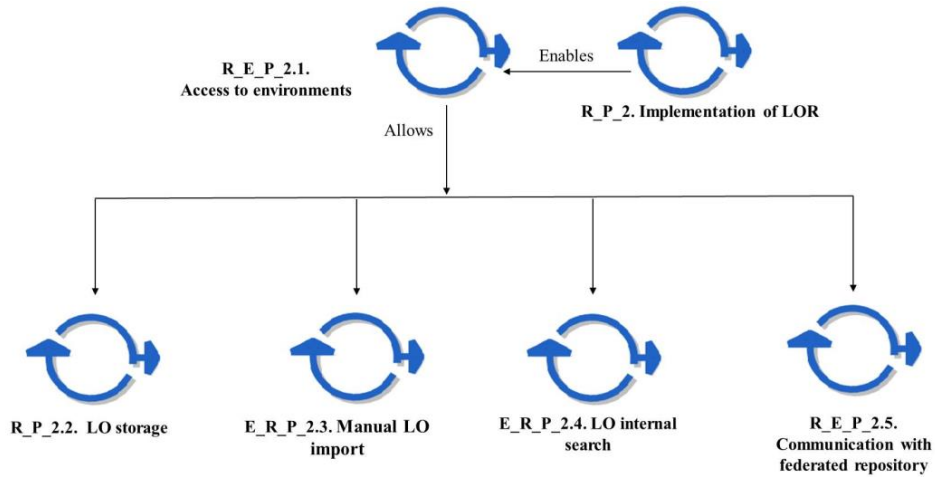 R_E_P_2.1.
Access to environments
Enables
R_P_2. Implementation of LOR
Allows
R_P_2.2. LO storage
E_R_P_2.3. Manual LO
import
E_R_P_2.4. LO internal
search
R_E_P_2.5.
Communication with
federated repository